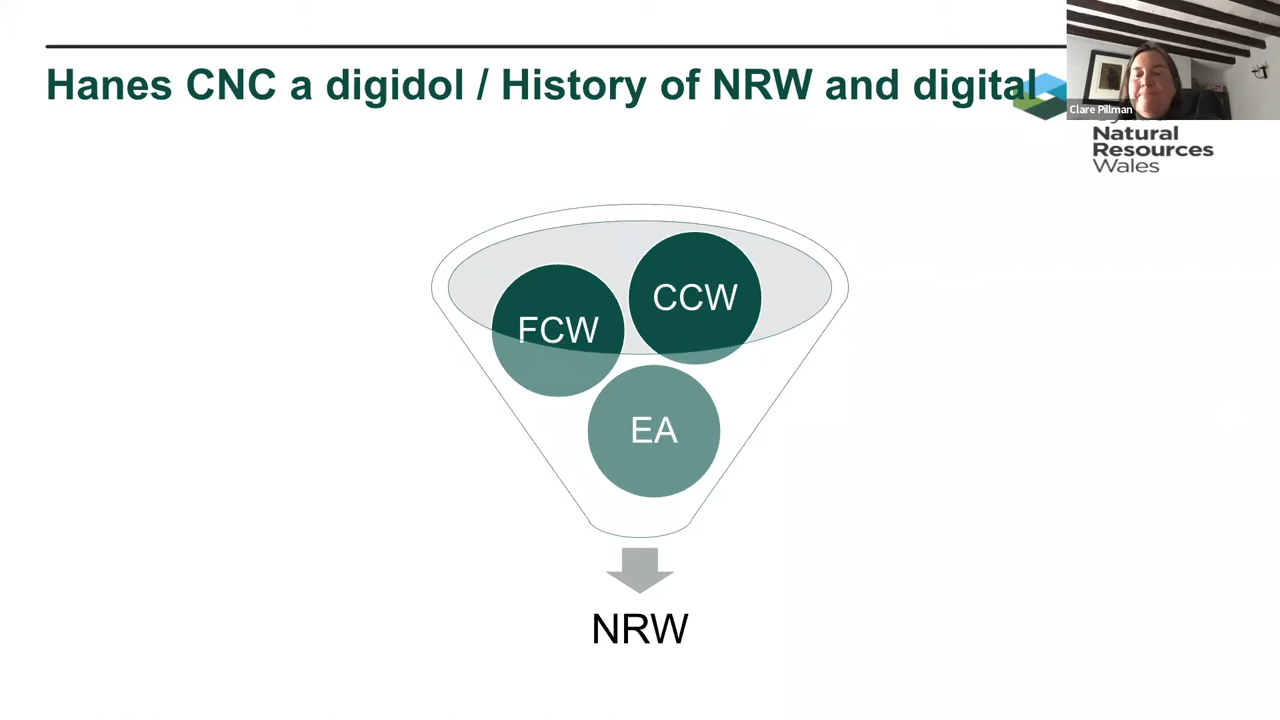 Hanes CNC a digidol / History of NRW and digital
Clare Pillman
Natural
Resources
Wales
CCW
FCW
EA
NRW